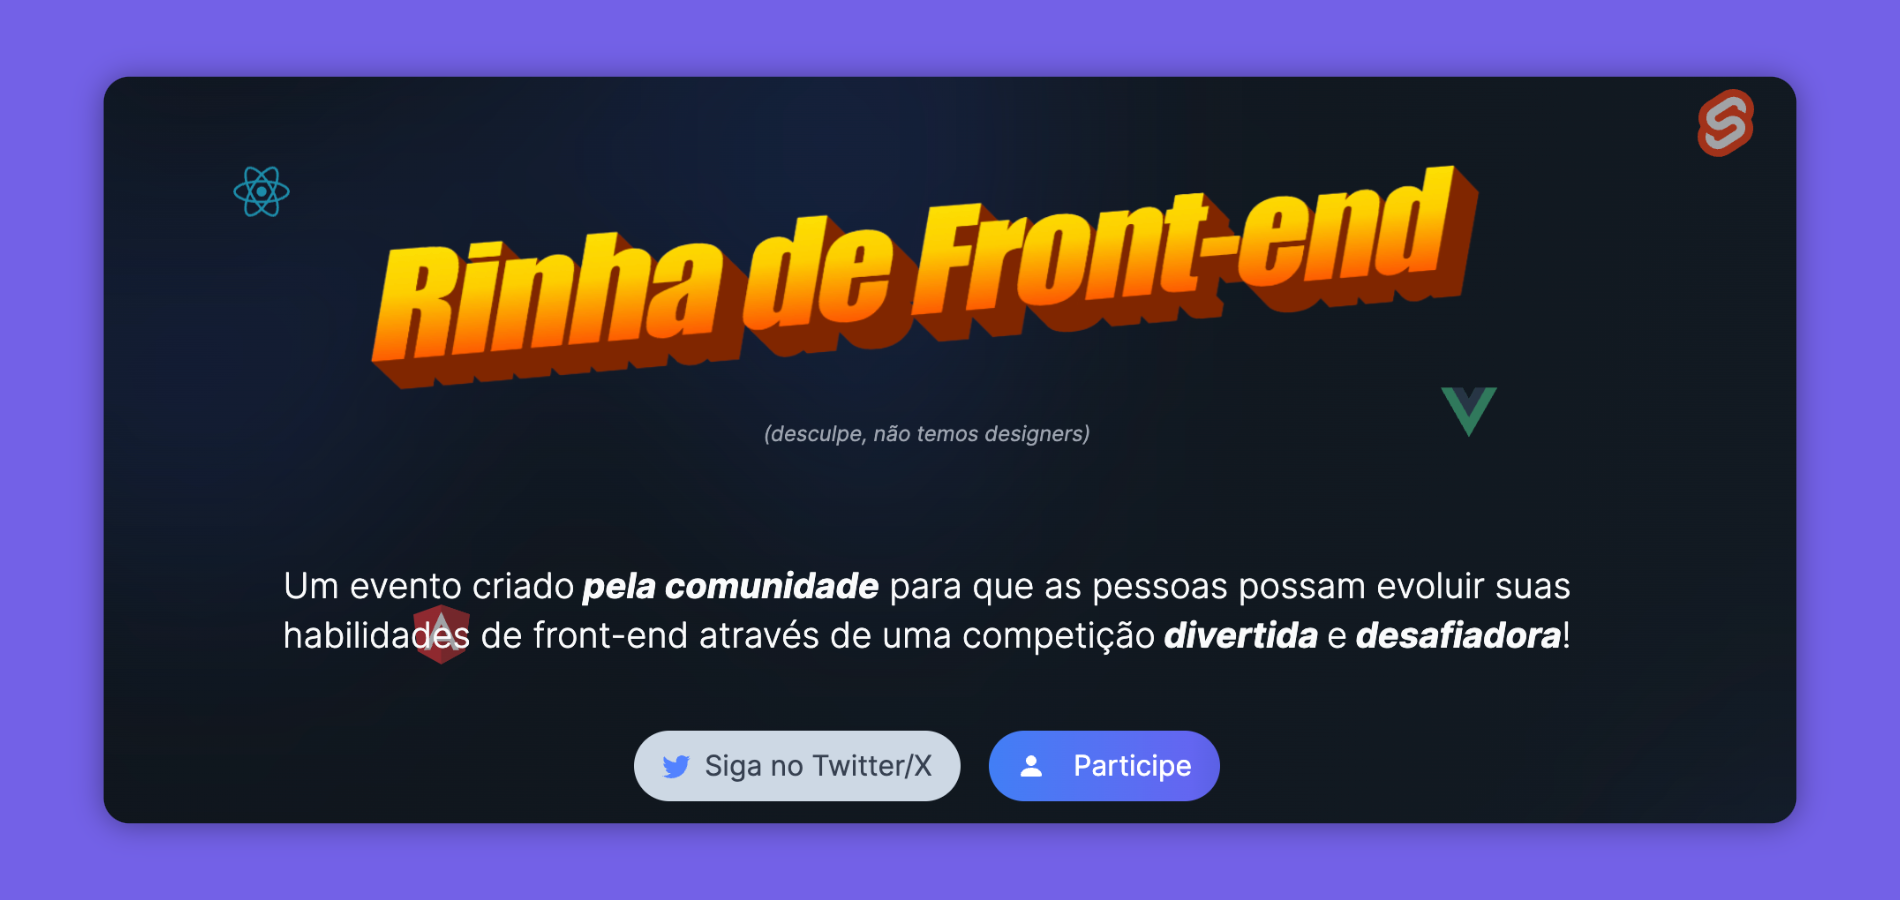 Rinha de Front-end
(desculpe, não temos designers)
Um evento criado pela comunidade para que as pessoas possam evoluir suas
habilidades de front-end através de uma competição divertida e desafiadora!
Siga no Twitter/X
Participe